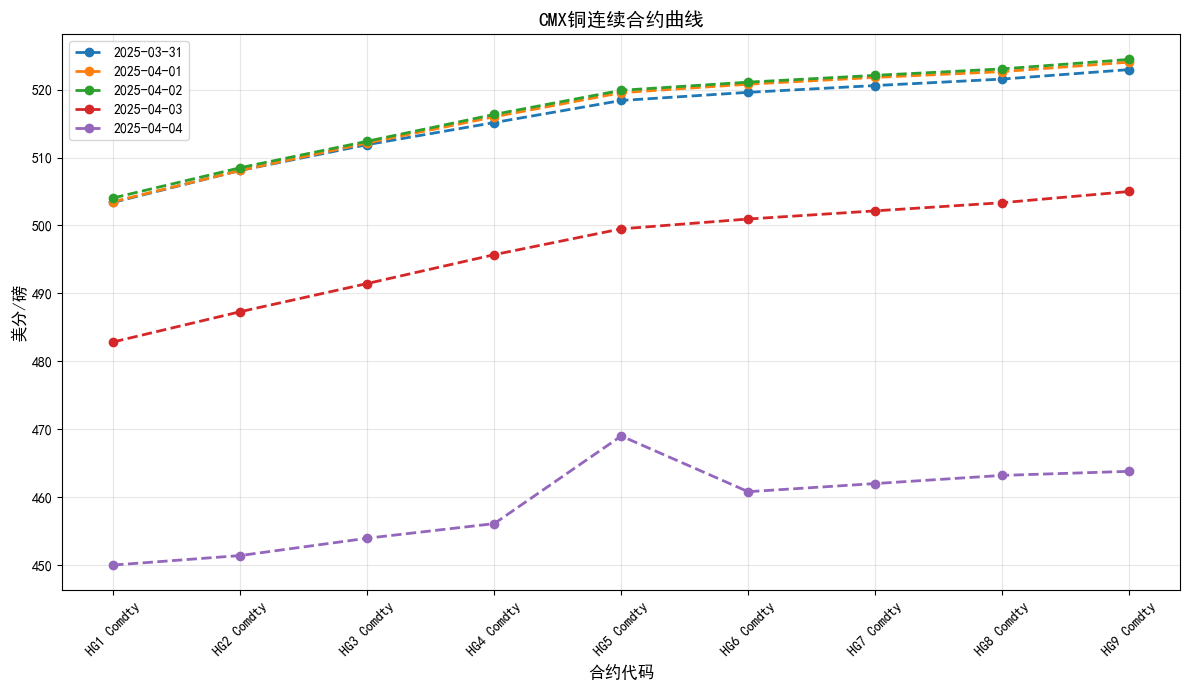 CMX铜连续合约曲线
2025-03-31
2025-04-01
2025-04-02
2025-04-03
2025-04-04
美分/磅
520
510
500
490
480
470
460
450
HG1 Comdty
HG2 Comdty
HG3 Comdty
HG4 Comdty
HG5 Comdty
HG6 Comdty
HG7 Comdty
HG8 Comdty
HG9 Comdty
合约代码